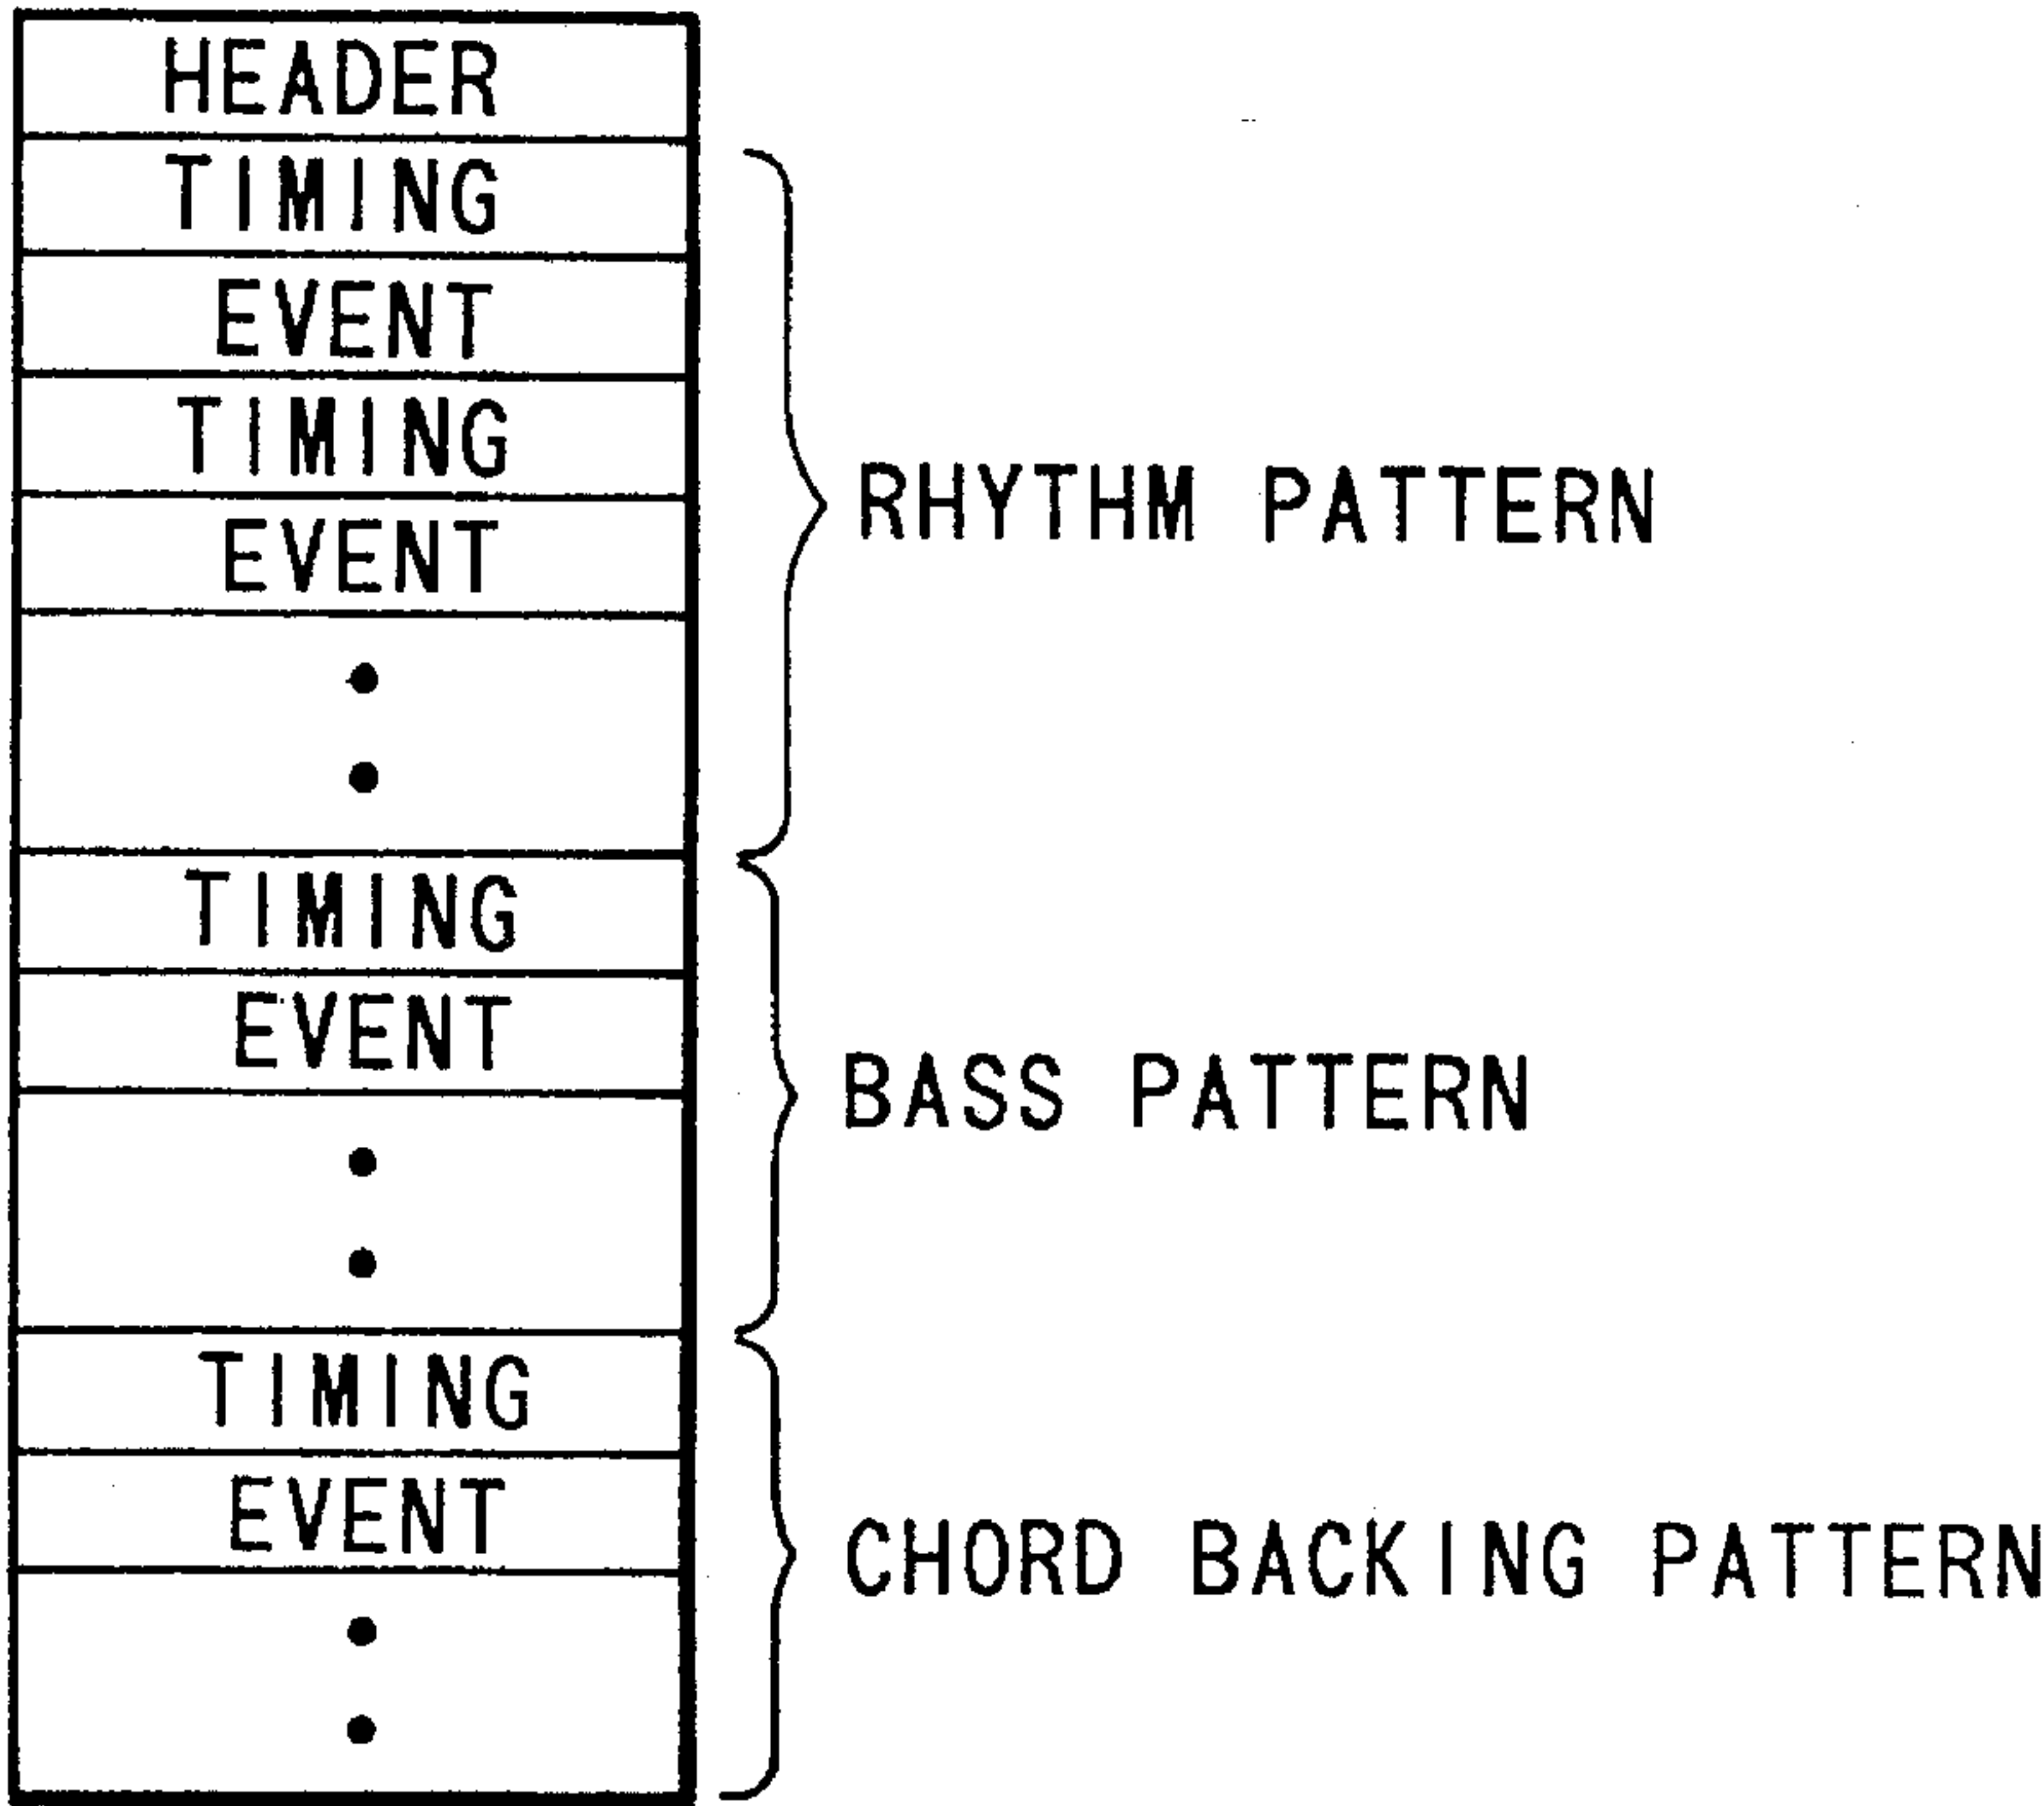 HEADER
TIMING
EVENT
TIMING
EVENT
RHYTHM PATTERN
TIMING
EVENT
BASS PATTERN
TIMING
EVENT
CHORD BACKING PATTERN